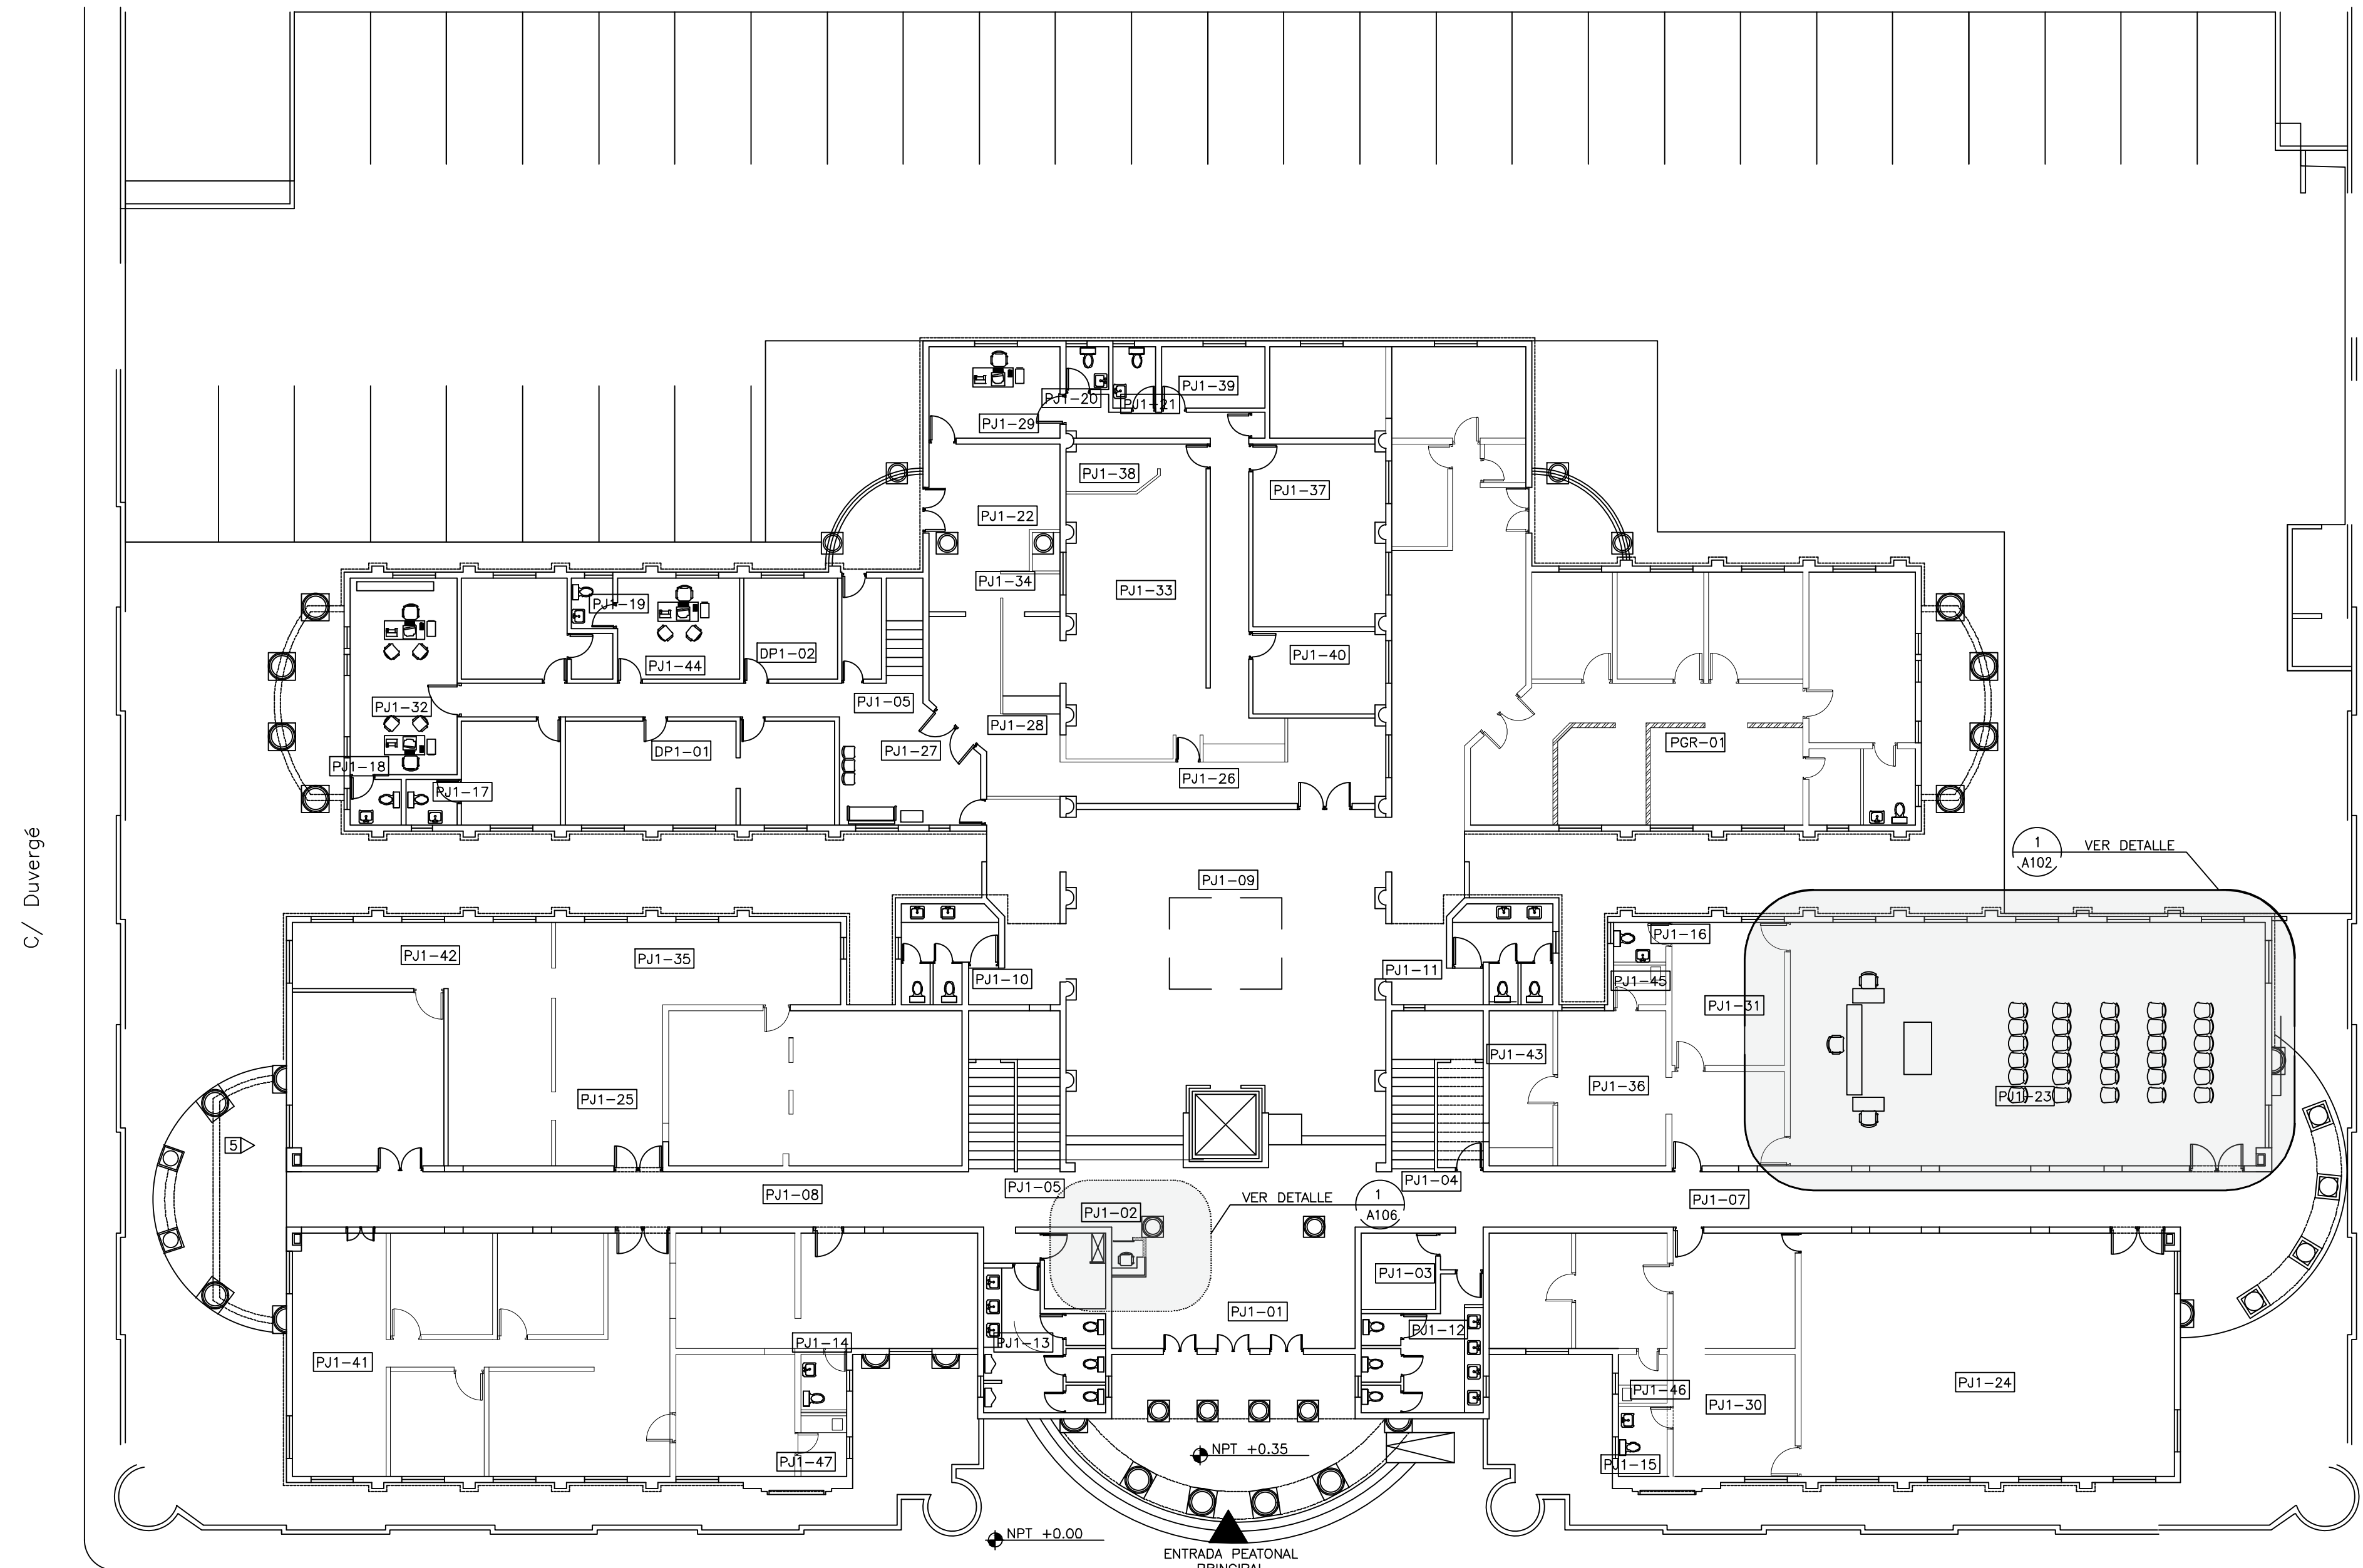 PJ1-39
PJ1-20
PJ1-21
PJ1-29
PJ1-38
PJ1-37
PJ1-22
PJ1-34
PJ1-33
PJ1-19
PJ1-44
DP1-02
PJ1-40
PJ1-32
PJ1-05
PJ1-28
PJ1-27
DP1-01
PGR-01
PJ1-18
PJ1-26
PJ1-17
C/ Duvergé
1
A102
VER DETALLE
PJ1-09
PJ1-16
PJ1-42
PJ1-35
PJ1-10
PJ1-11
PJ1-45
PJ1-31
PJ1-43
PJ1-36
PJ1-25
PJ1-23
5
PJ1-08
PJ1-05
PJ1-04
PJ1-07
VER DETALLE
1
A106
PJ1-02
PJ1-03
PJ1-01
PJ1-12
PJ1-13
PJ1-14
PJ1-41
PJ1-24
PJ1-46
PJ1-30
NPT +0.35
PJ1-47
PJ1-15
NPT +0.00
ENTRADA PEATONAL
PRINCIPAL